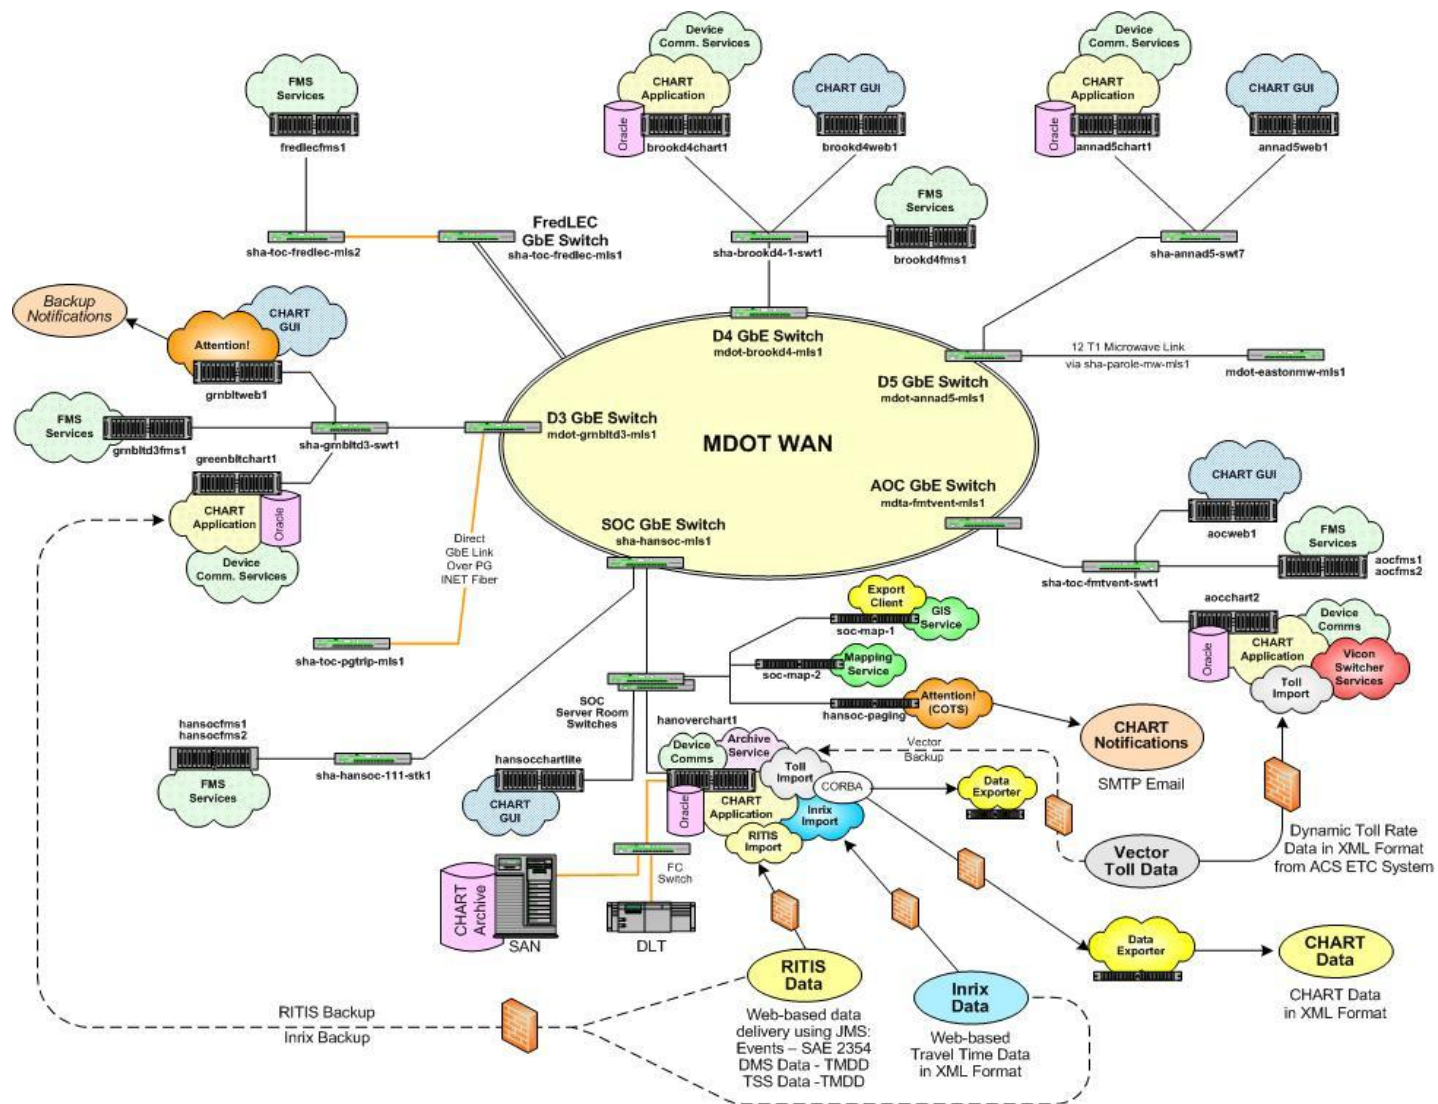 Device
Comm. Services
CHART
Application
Oracle
brookd4chart1
CHART GUI
brookd4web1
Device
Comm. Services
CHART
Application
Oracle
annad5chart1
CHART GUI
annad5web1
FMS
Services
fredlecfms1
sha-toc-fredlec-mls2
FredLEC
GbE Switch
sha-toc-fredlec-mls1
sha-brookd4-1-swt1
FMS
Services
brookd4fms1
sha-annad5-swt7
Backup
Notifications
CHART
GUI
Attention!
grnbltweb1
D4 GbE Switch
mdot-brookd4-mls1
12 T1 Microwave Link
via sha-parole-mw-mls1
mdot-eastonmw-mls1
D5 GbE Switch
mdot-annad5-mls1
FMS
Services
grnbltd3fms1
sha-grnbltd3-swt1
D3 GbE Switch
mdot-grnbltd3-mls1
MDOT WAN
greenbltchart1
CHART
Application
Oracle
Device
Comm. Services
AOC GbE Switch
mdta-fmtvent-mls1
SOC GbE Switch
sha-hansoc-mls1
CHART GUI
aocweb1
FMS
Services
aocfms1
aocfms2
sha-toc-fmtvent-swt1
Direct
GbE Link
Over PG
INET Fiber
sha-toc-pgtrip-mls1
Export
Client
GIS
Service
soc-map-1
Mapping
Service
soc-map-2
Attention!
(COTS)
hansoc-paging
aocchart2
Device
Comms
CHART
Application
Oracle
Vicon
Switcher
Services
Toll
Import
SOC
Server Room
Switches
CHART
Notifications
SMTP Email
hansocfms1
hansocfms2
FMS
Services
sha-hansoc-111-stk1
hansocchartlite
CHART
GUI
hanoverchart1
Device
Comms
Archive
Service
Toll
Import
CORBA
Oracle
CHART
Application
Inrix
Import
RITIS
Import
Vector
Backup
Data
Exporter
Vector
Toll Data
Dynamic Toll Rate
Data in XML Format
from ACS ETC System
FC
Switch
CHART
Archive
SAN
DLT
RITIS
Data
Web-based data
delivery using JMS:
Events – SAE 2354
DMS Data - TMDD
TSS Data -TMDD
Inrix
Data
Web-based
Travel Time Data
in XML Format
Data
Exporter
CHART
Data
CHART Data
in XML Format
RITIS Backup
Inrix Backup